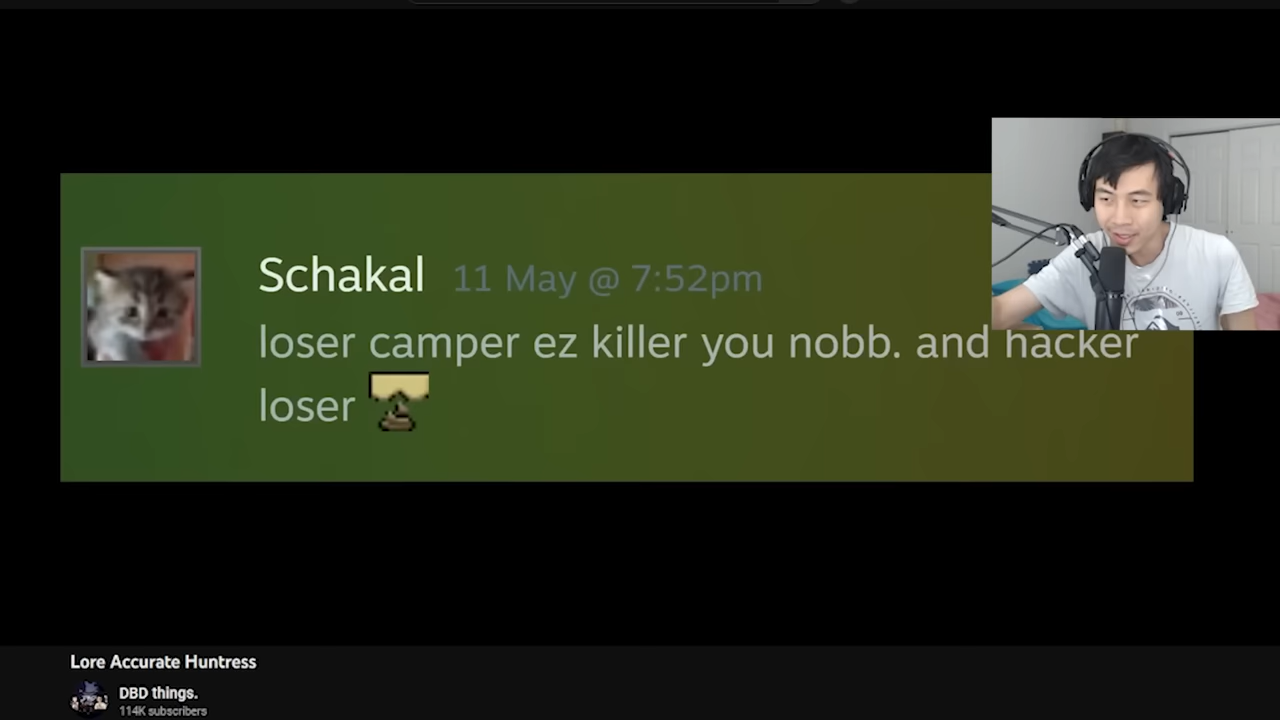 Schakal 11 May @ 7:52pm
loser camper ez killer you nobb. and hacker
loser
Lore Accurate Huntress
DBD things.
114K subscribers